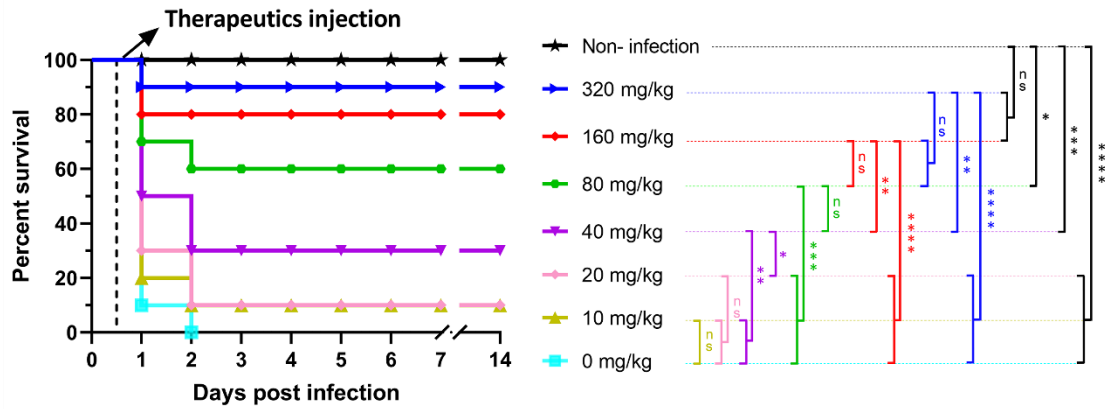 Therapeutics injection
100
80
60
40
20
0
Percent survival
0 1 2 3 4 5 6 7 14
Days post infection
Non- infection
320 mg/kg
160 mg/kg
80 mg/kg
40 mg/kg
20 mg/kg
10 mg/kg
0 mg/kg
ns
ns
**
*
***
ns
ns
**
****
ns
**
****
ns
*
***
****